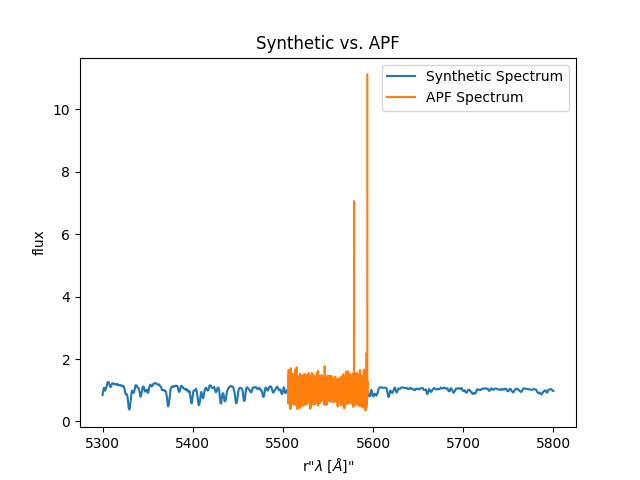 Synthetic vs. APF
Synthetic Spectrum
APF Spectrum
flux
10
8
6
4
2
0
5300 5400 5500 5600 5700 5800
r"λ [Å]"